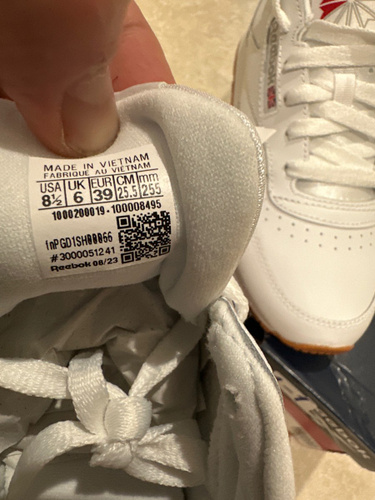 MADE IN VIETNAM
FABRIQUE AU VIETNAM
USA UK EUR CM mm
8½ 6 39 25.5 255
1000200019-100008495
fnPGD1SH00066
#3000051241
Reebok 08/23